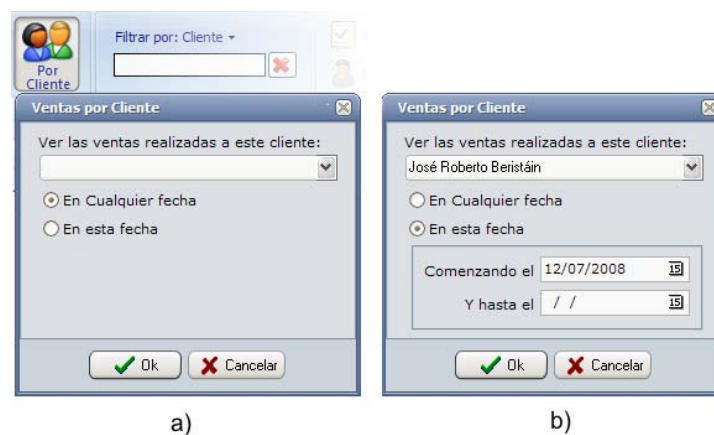 Filtrar por: Cliente
Por
Cliente
Ventas por Cliente
Ver las ventas realizadas a este cliente:
En Cualquier fecha
En esta fecha
Ok
Cancelar
a)
Ventas por Cliente
Ver las ventas realizadas a este cliente:
José Roberto Beristáin
En Cualquier fecha
En esta fecha
Comenzando el 12/07/2008 15
Y hasta el / / 15
Ok
Cancelar
b)